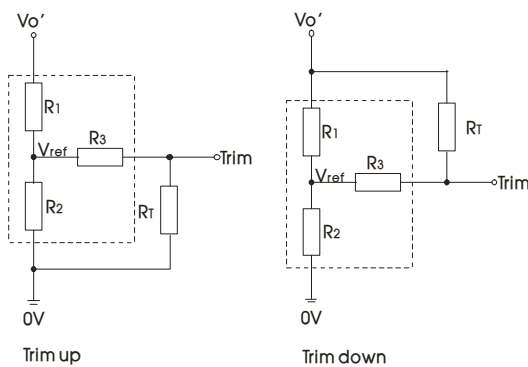 Vo'
R1
R3
Vref
Trim
R2
RT
0V
Trim up
Vo'
R1
RT
R3
Vref
Trim
R2
0V
Trim down